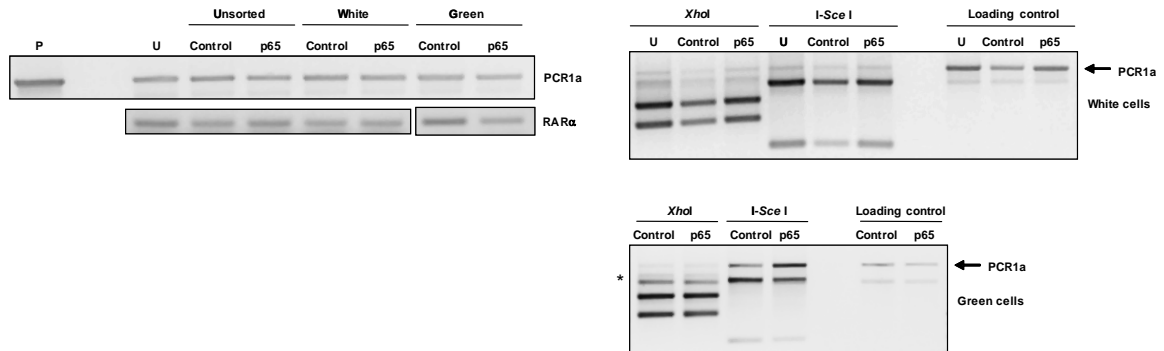 Unsorted White Green
P U Control p65 Control p65 Control p65
PCR1a
RARα
XhoI I-Sce I Loading control
U Control p65 U Control p65 U Control p65
PCR1a
White cells
XhoI I-Sce I Loading control
Control p65 Control p65 Control p65
PCR1a
*
Green cells